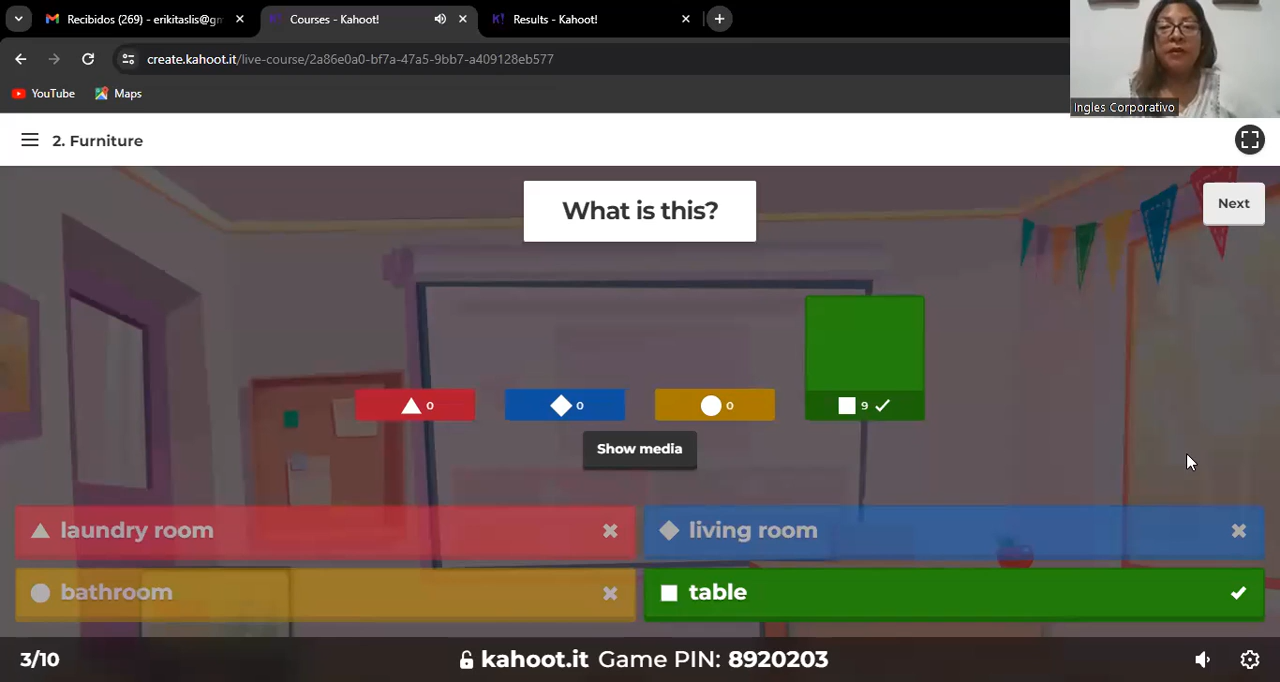 Recibidos (269) - erikitaslis@gm
Courses - Kahoot!
Results - Kahoot!
create.kahoot.it/live-course/2a86e0a0-bf7a-47a5-9bb7-a409128eb577
YouTube
Maps
Ingles Corporativo
2. Furniture
What is this?
Next
0
0
0
9
Show media
laundry room
living room
bathroom
table
3/10
kahoot.it Game PIN: 8920203